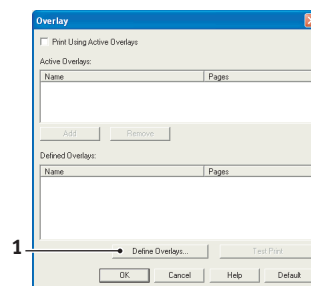 Overlay
Print Using Active Overlays
Active Overlays:
Name Pages
Add Remove
Defined Overlays:
Name Pages
1 Define Overlays... Test Print
OK Cancel Help Default